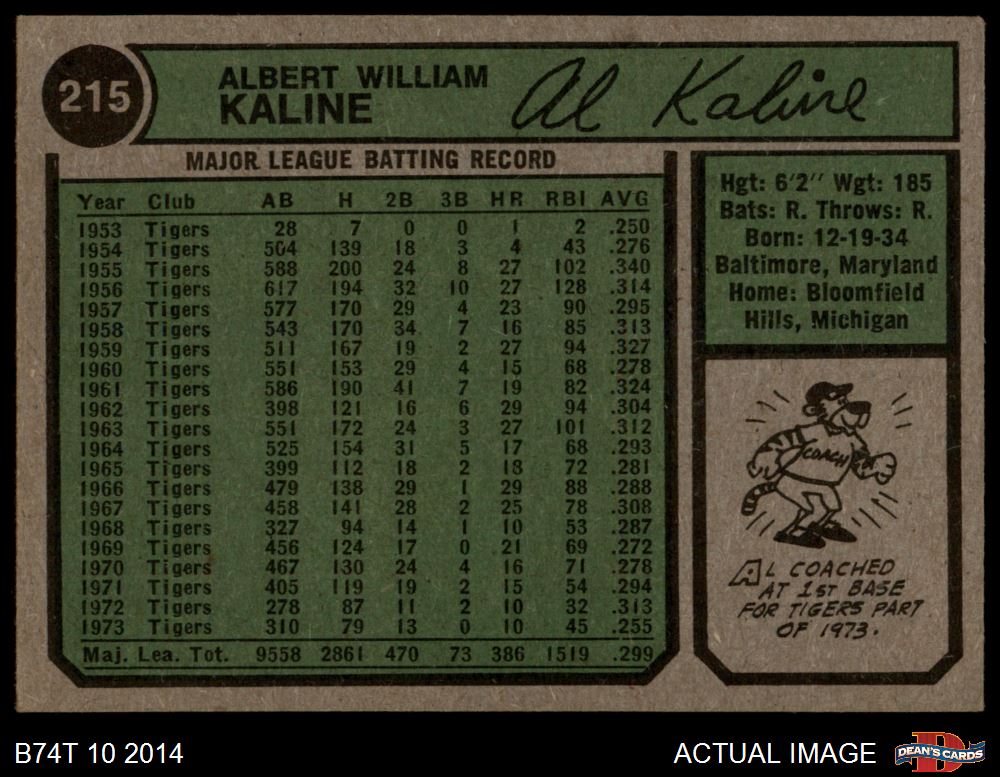 215
ALBERT WILLIAM
KALINE
Al Kaline
MAJOR LEAGUE BATTING RECORD
Year Club AB H 2B 3B HR RBI AVG
1953 Tigers 28 7 0 0 1 2 .250
1954 Tigers 504 139 18 3 4 43 .276
1955 Tigers 588 200 24 8 27 102 .340
1956 Tigers 617 194 32 10 27 128 .314
1957 Tigers 577 170 29 4 23 90 .295
1958 Tigers 543 170 34 7 16 85 .313
1959 Tigers 511 167 19 2 27 94 .327
1960 Tigers 551 153 29 4 15 68 .278
1961 Tigers 586 190 41 7 19 82 .324
1962 Tigers 398 121 16 6 29 94 .304
1963 Tigers 551 172 24 3 27 101 .312
1964 Tigers 525 154 31 5 17 68 .293
1965 Tigers 399 112 18 2 18 72 .281
1966 Tigers 479 138 29 1 29 88 .288
1967 Tigers 458 141 28 2 25 78 .308
1968 Tigers 327 94 14 1 10 53 .287
1969 Tigers 456 124 17 0 21 69 .272
1970 Tigers 467 130 24 4 16 71 .278
1971 Tigers 405 119 19 2 15 54 .294
1972 Tigers 278 87 11 2 10 32 .313
1973 Tigers 310 79 13 0 10 45 .255
Maj. Lea. Tot. 9558 2861 470 73 386 1519 .299
Hgt: 6'2" Wgt: 185
Bats: R. Throws: R.
Born: 12-19-34
Baltimore, Maryland
Home: Bloomfield
Hills, Michigan
COACH
AL COACHED
AT 1ST BASE
FOR TIGERS PART
OF 1973.
B74T 10 2014
ACTUAL IMAGE
D
DEAN'S CARDS